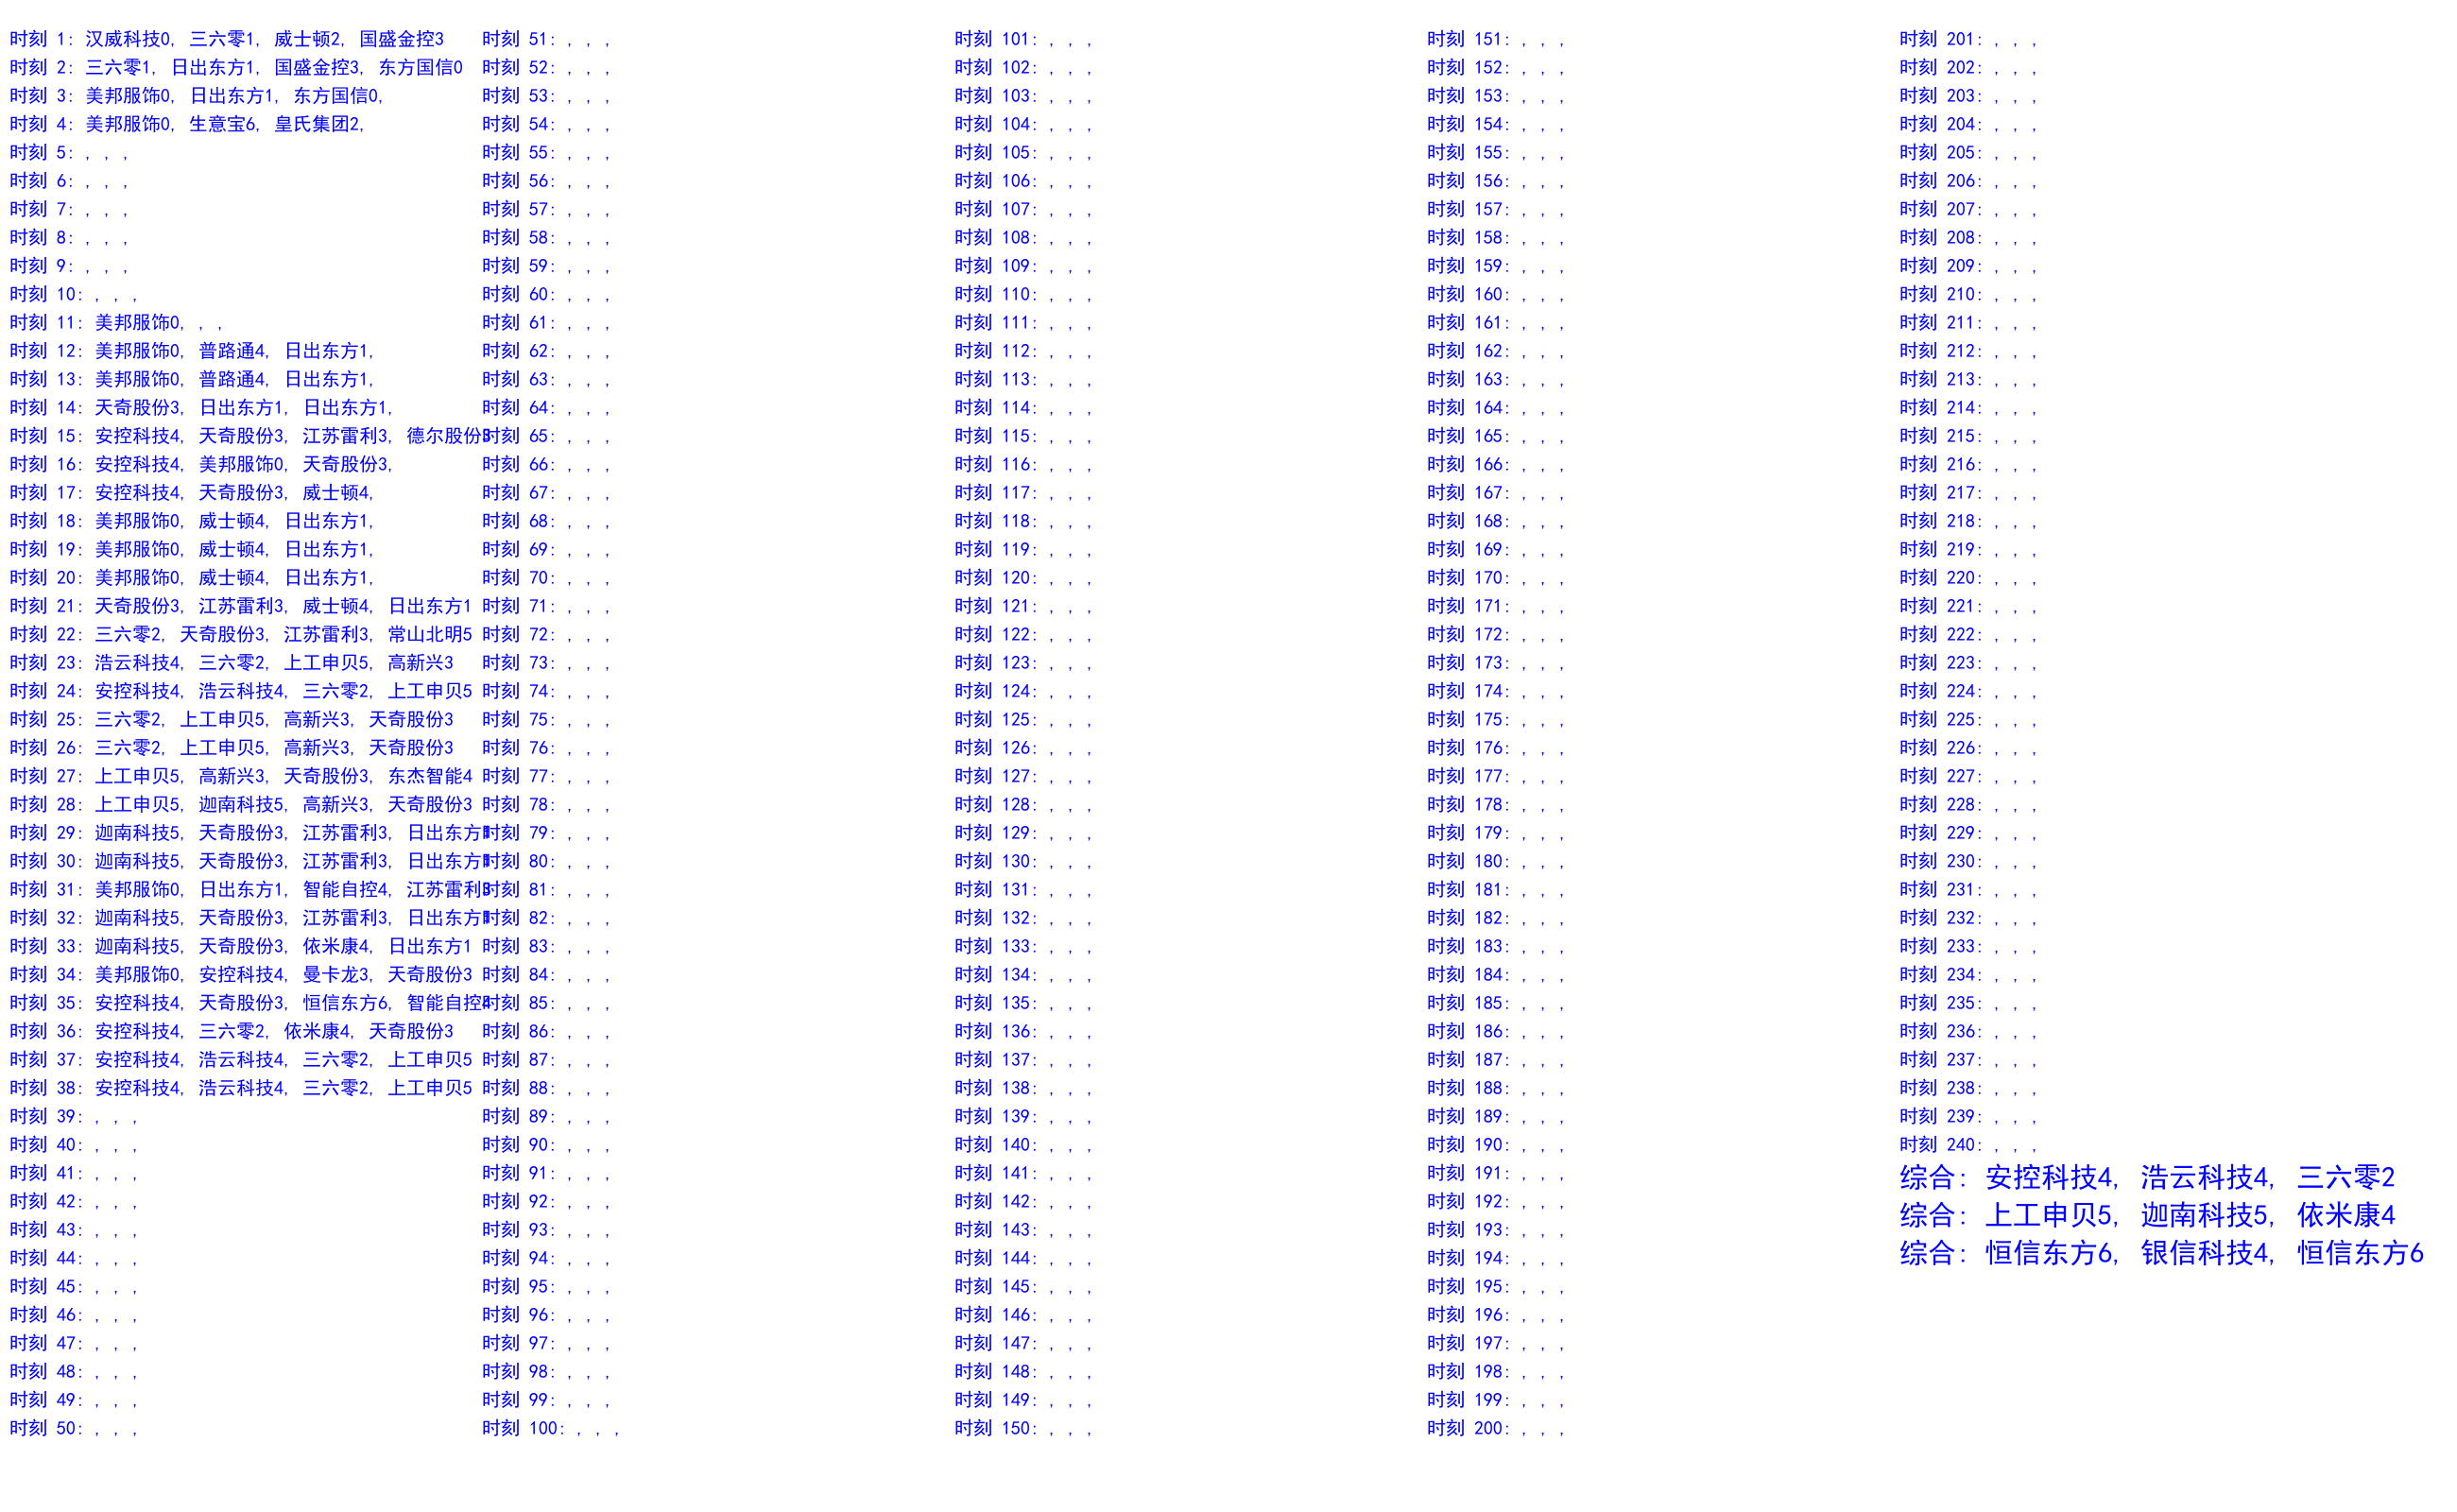 时刻 1: 汉威科技0, 三六零1, 威士顿2, 国盛金控3
时刻 2: 三六零1, 日出东方1, 国盛金控3, 东方国信0
时刻 3: 美邦服饰0, 日出东方1, 东方国信0,
时刻 4: 美邦服饰0, 生意宝6, 皇氏集团2,
时刻 5: , , ,
时刻 6: , , ,
时刻 7: , , ,
时刻 8: , , ,
时刻 9: , , ,
时刻 10: , , ,
时刻 11: 美邦服饰0, , ,
时刻 12: 美邦服饰0, 普路通4, 日出东方1,
时刻 13: 美邦服饰0, 普路通4, 日出东方1,
时刻 14: 天奇股份3, 日出东方1, 日出东方1,
时刻 15: 安控科技4, 天奇股份3, 江苏雷利3, 德尔股份
时刻 16: 安控科技4, 美邦服饰0, 天奇股份3,
时刻 17: 安控科技4, 天奇股份3, 威士顿4,
时刻 18: 美邦服饰0, 威士顿4, 日出东方1,
时刻 19: 美邦服饰0, 威士顿4, 日出东方1,
时刻 20: 美邦服饰0, 威士顿4, 日出东方1,
时刻 21: 天奇股份3, 江苏雷利3, 威士顿4, 日出东方1
时刻 22: 三六零2, 天奇股份3, 江苏雷利3, 常山北明5
时刻 23: 浩云科技4, 三六零2, 上工申贝5, 高新兴3
时刻 24: 安控科技4, 浩云科技4, 三六零2, 上工申贝5
时刻 25: 三六零2, 上工申贝5, 高新兴3, 天奇股份3
时刻 26: 三六零2, 上工申贝5, 高新兴3, 天奇股份3
时刻 27: 上工申贝5, 高新兴3, 天奇股份3, 东杰智能4
时刻 28: 上工申贝5, 迦南科技5, 高新兴3, 天奇股份3
时刻 29: 迦南科技5, 天奇股份3, 江苏雷利3, 日出东方1
时刻 30: 迦南科技5, 天奇股份3, 江苏雷利3, 日出东方1
时刻 31: 美邦服饰0, 日出东方1, 智能自控4, 江苏雷利3
时刻 32: 迦南科技5, 天奇股份3, 江苏雷利3, 日出东方1
时刻 33: 迦南科技5, 天奇股份3, 依米康4, 日出东方1
时刻 34: 美邦服饰0, 安控科技4, 曼卡龙3, 天奇股份3
时刻 35: 安控科技4, 天奇股份3, 恒信东方6, 智能自控4
时刻 36: 安控科技4, 三六零2, 依米康4, 天奇股份3
时刻 37: 安控科技4, 浩云科技4, 三六零2, 上工申贝5
时刻 38: 安控科技4, 浩云科技4, 三六零2, 上工申贝5
时刻 39: , , ,
时刻 40: , , ,
时刻 41: , , ,
时刻 42: , , ,
时刻 43: , , ,
时刻 44: , , ,
时刻 45: , , ,
时刻 46: , , ,
时刻 47: , , ,
时刻 48: , , ,
时刻 49: , , ,
时刻 50: , , ,
时刻 51: , , ,
时刻 52: , , ,
时刻 53: , , ,
时刻 54: , , ,
时刻 55: , , ,
时刻 56: , , ,
时刻 57: , , ,
时刻 58: , , ,
时刻 59: , , ,
时刻 60: , , ,
时刻 61: , , ,
时刻 62: , , ,
时刻 63: , , ,
时刻 64: , , ,
时刻 65: , , ,
时刻 66: , , ,
时刻 67: , , ,
时刻 68: , , ,
时刻 69: , , ,
时刻 70: , , ,
时刻 71: , , ,
时刻 72: , , ,
时刻 73: , , ,
时刻 74: , , ,
时刻 75: , , ,
时刻 76: , , ,
时刻 77: , , ,
时刻 78: , , ,
时刻 79: , , ,
时刻 80: , , ,
时刻 81: , , ,
时刻 82: , , ,
时刻 83: , , ,
时刻 84: , , ,
时刻 85: , , ,
时刻 86: , , ,
时刻 87: , , ,
时刻 88: , , ,
时刻 89: , , ,
时刻 90: , , ,
时刻 91: , , ,
时刻 92: , , ,
时刻 93: , , ,
时刻 94: , , ,
时刻 95: , , ,
时刻 96: , , ,
时刻 97: , , ,
时刻 98: , , ,
时刻 99: , , ,
时刻 100: , , ,
时刻 101: , , ,
时刻 102: , , ,
时刻 103: , , ,
时刻 104: , , ,
时刻 105: , , ,
时刻 106: , , ,
时刻 107: , , ,
时刻 108: , , ,
时刻 109: , , ,
时刻 110: , , ,
时刻 111: , , ,
时刻 112: , , ,
时刻 113: , , ,
时刻 114: , , ,
时刻 115: , , ,
时刻 116: , , ,
时刻 117: , , ,
时刻 118: , , ,
时刻 119: , , ,
时刻 120: , , ,
时刻 121: , , ,
时刻 122: , , ,
时刻 123: , , ,
时刻 124: , , ,
时刻 125: , , ,
时刻 126: , , ,
时刻 127: , , ,
时刻 128: , , ,
时刻 129: , , ,
时刻 130: , , ,
时刻 131: , , ,
时刻 132: , , ,
时刻 133: , , ,
时刻 134: , , ,
时刻 135: , , ,
时刻 136: , , ,
时刻 137: , , ,
时刻 138: , , ,
时刻 139: , , ,
时刻 140: , , ,
时刻 141: , , ,
时刻 142: , , ,
时刻 143: , , ,
时刻 144: , , ,
时刻 145: , , ,
时刻 146: , , ,
时刻 147: , , ,
时刻 148: , , ,
时刻 149: , , ,
时刻 150: , , ,
时刻 151: , , ,
时刻 152: , , ,
时刻 153: , , ,
时刻 154: , , ,
时刻 155: , , ,
时刻 156: , , ,
时刻 157: , , ,
时刻 158: , , ,
时刻 159: , , ,
时刻 160: , , ,
时刻 161: , , ,
时刻 162: , , ,
时刻 163: , , ,
时刻 164: , , ,
时刻 165: , , ,
时刻 166: , , ,
时刻 167: , , ,
时刻 168: , , ,
时刻 169: , , ,
时刻 170: , , ,
时刻 171: , , ,
时刻 172: , , ,
时刻 173: , , ,
时刻 174: , , ,
时刻 175: , , ,
时刻 176: , , ,
时刻 177: , , ,
时刻 178: , , ,
时刻 179: , , ,
时刻 180: , , ,
时刻 181: , , ,
时刻 182: , , ,
时刻 183: , , ,
时刻 184: , , ,
时刻 185: , , ,
时刻 186: , , ,
时刻 187: , , ,
时刻 188: , , ,
时刻 189: , , ,
时刻 190: , , ,
时刻 191: , , ,
时刻 192: , , ,
时刻 193: , , ,
时刻 194: , , ,
时刻 195: , , ,
时刻 196: , , ,
时刻 197: , , ,
时刻 198: , , ,
时刻 199: , , ,
时刻 200: , , ,
时刻 201: , , ,
时刻 202: , , ,
时刻 203: , , ,
时刻 204: , , ,
时刻 205: , , ,
时刻 206: , , ,
时刻 207: , , ,
时刻 208: , , ,
时刻 209: , , ,
时刻 210: , , ,
时刻 211: , , ,
时刻 212: , , ,
时刻 213: , , ,
时刻 214: , , ,
时刻 215: , , ,
时刻 216: , , ,
时刻 217: , , ,
时刻 218: , , ,
时刻 219: , , ,
时刻 220: , , ,
时刻 221: , , ,
时刻 222: , , ,
时刻 223: , , ,
时刻 224: , , ,
时刻 225: , , ,
时刻 226: , , ,
时刻 227: , , ,
时刻 228: , , ,
时刻 229: , , ,
时刻 230: , , ,
时刻 231: , , ,
时刻 232: , , ,
时刻 233: , , ,
时刻 234: , , ,
时刻 235: , , ,
时刻 236: , , ,
时刻 237: , , ,
时刻 238: , , ,
时刻 239: , , ,
时刻 240: , , ,
综合: 安控科技4, 浩云科技4, 三六零2
综合: 上工申贝5, 迦南科技5, 依米康4
综合: 恒信东方6, 银信科技4, 恒信东方6